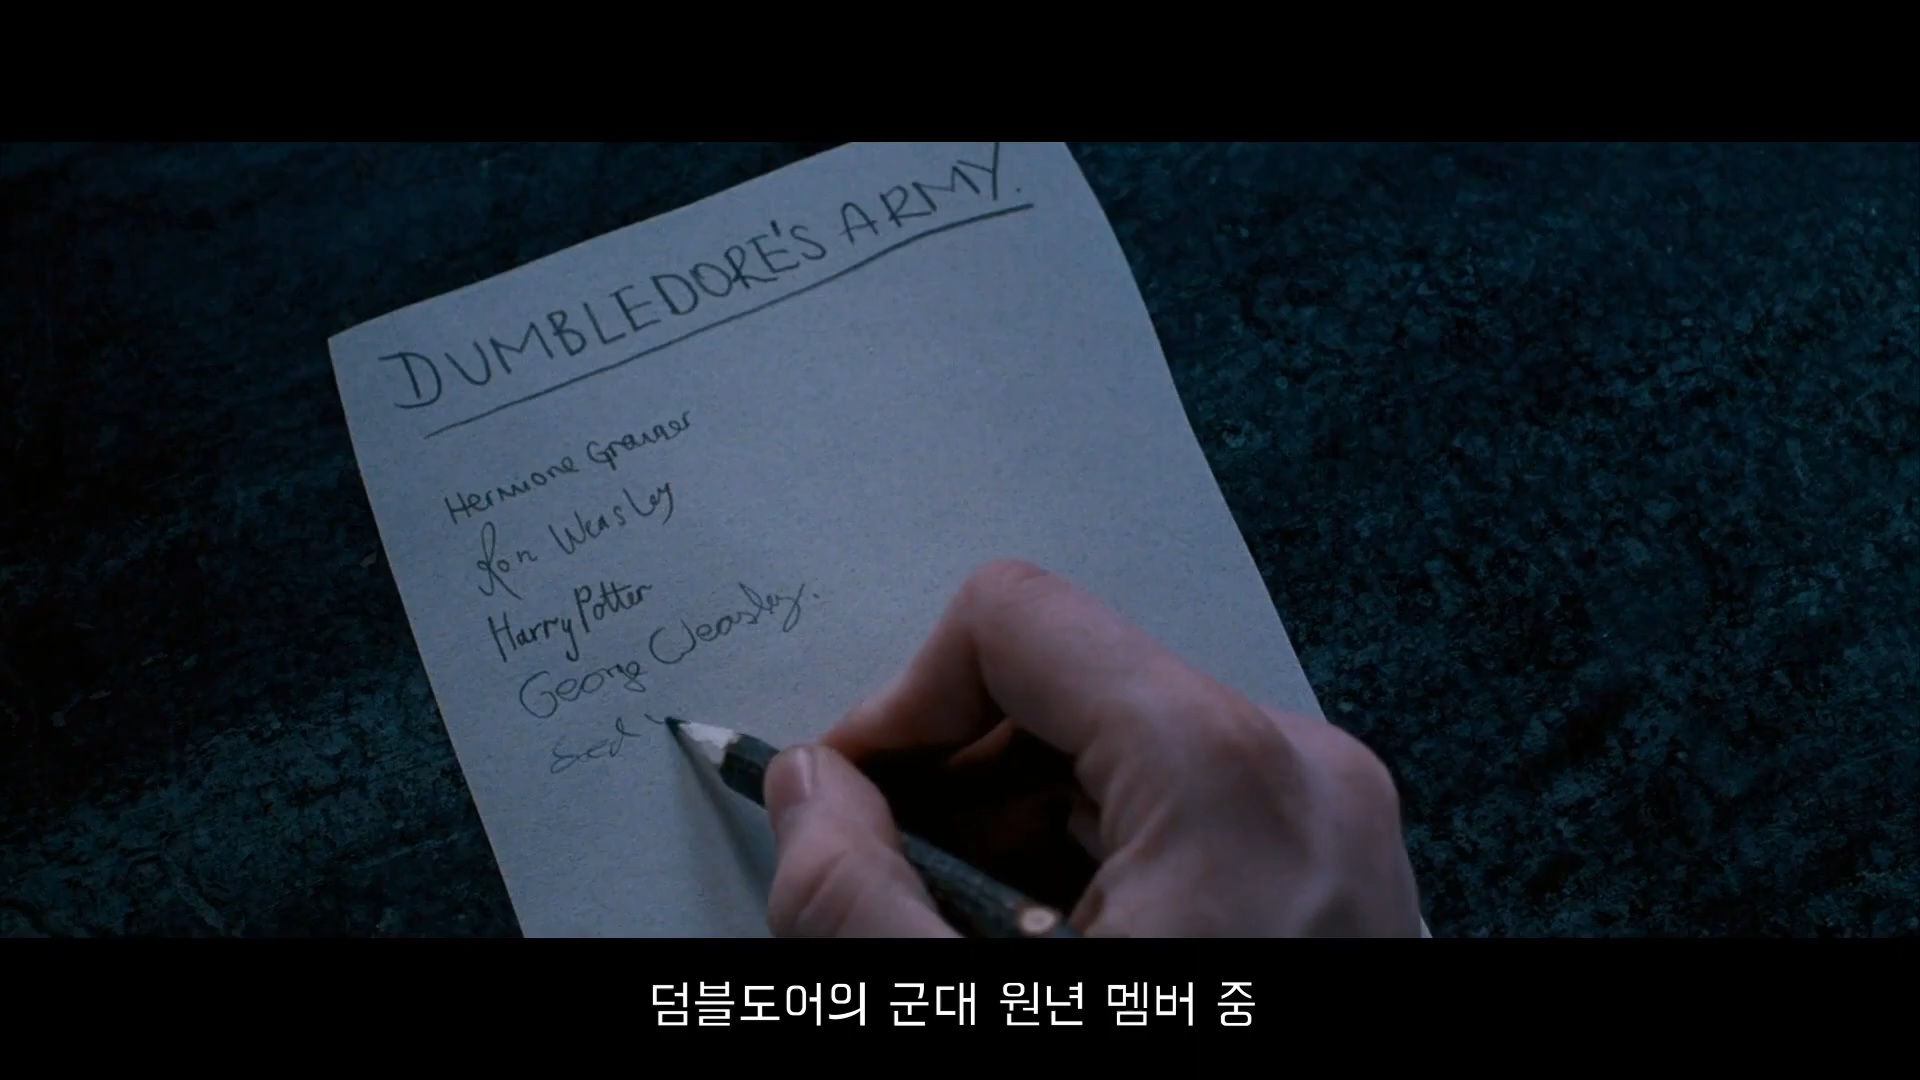 DUMBLEDORE'S ARMY.
Hermione Granger
Ron Weasley
Harry Potter
George Weasley.
덤블도어의 군대 원년 멤버 중